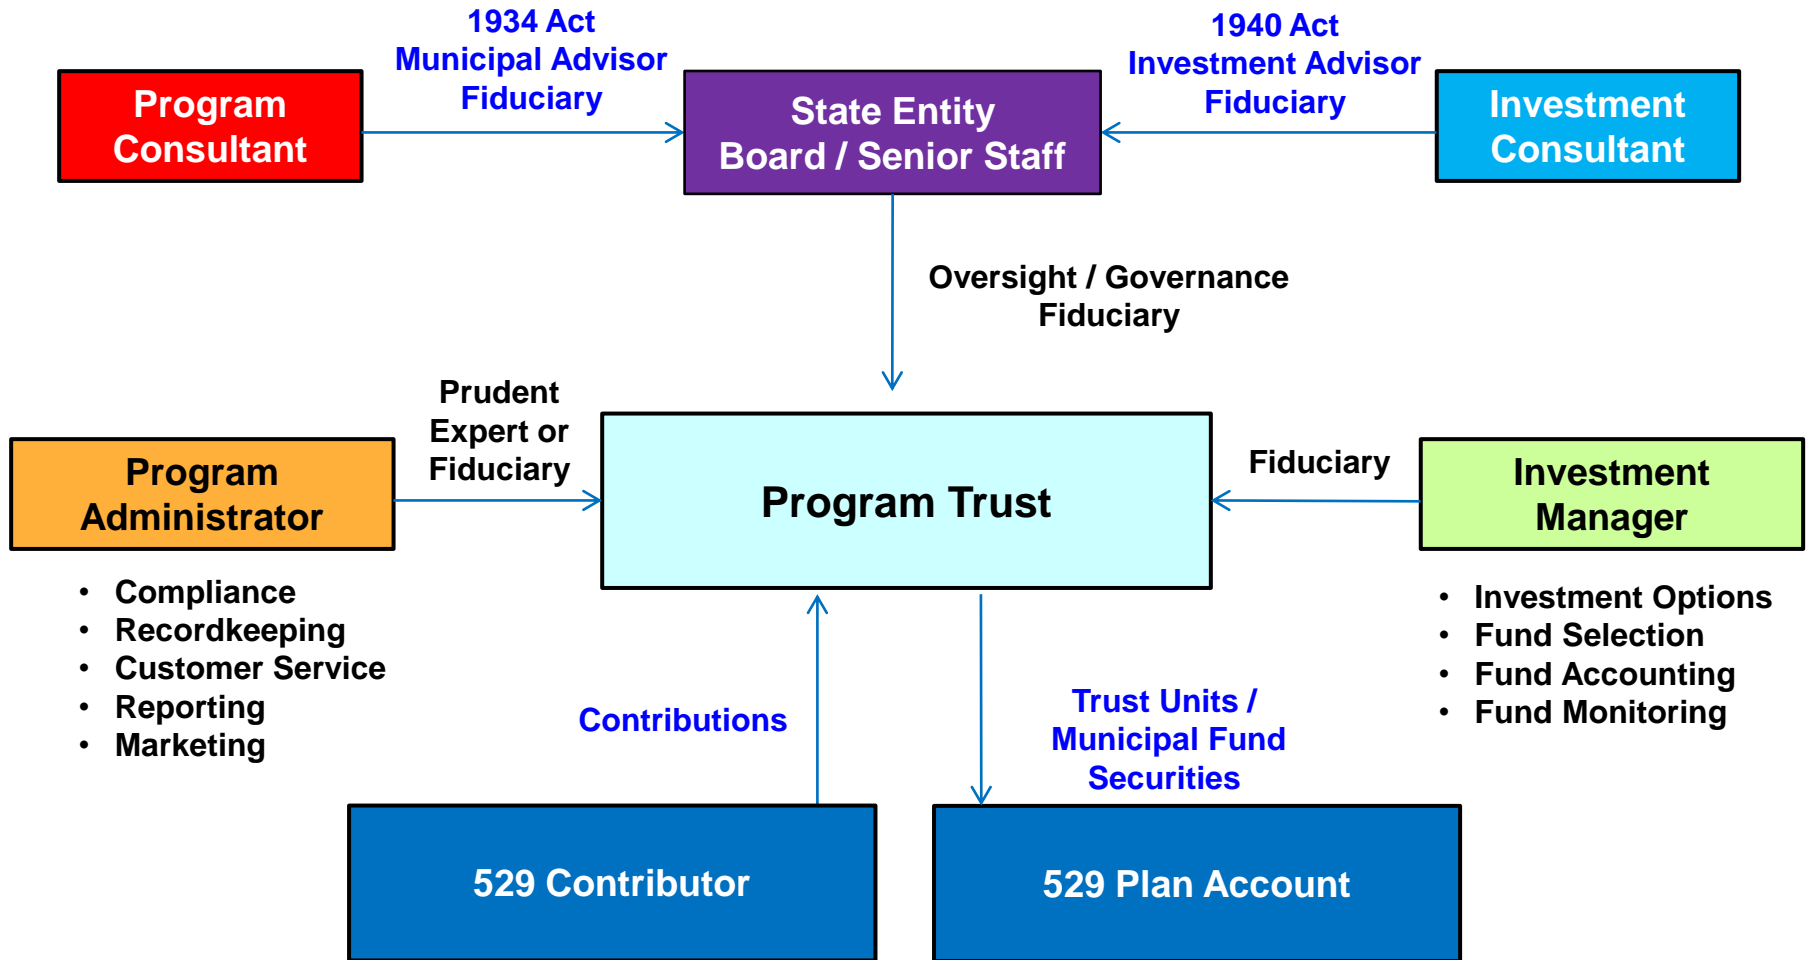 1934 Act
Municipal Advisor
Fiduciary
1940 Act
Investment Advisor
Fiduciary
Program
Consultant
State Entity
Board / Senior Staff
Investment
Consultant
Oversight / Governance
Fiduciary
Prudent
Expert or
Fiduciary
Fiduciary
Program
Administrator
Program Trust
Investment
Manager
• Compliance
• Recordkeeping
• Customer Service
• Reporting
• Marketing
• Investment Options
• Fund Selection
• Fund Accounting
• Fund Monitoring
Contributions
Trust Units /
Municipal Fund
Securities
529 Contributor
529 Plan Account